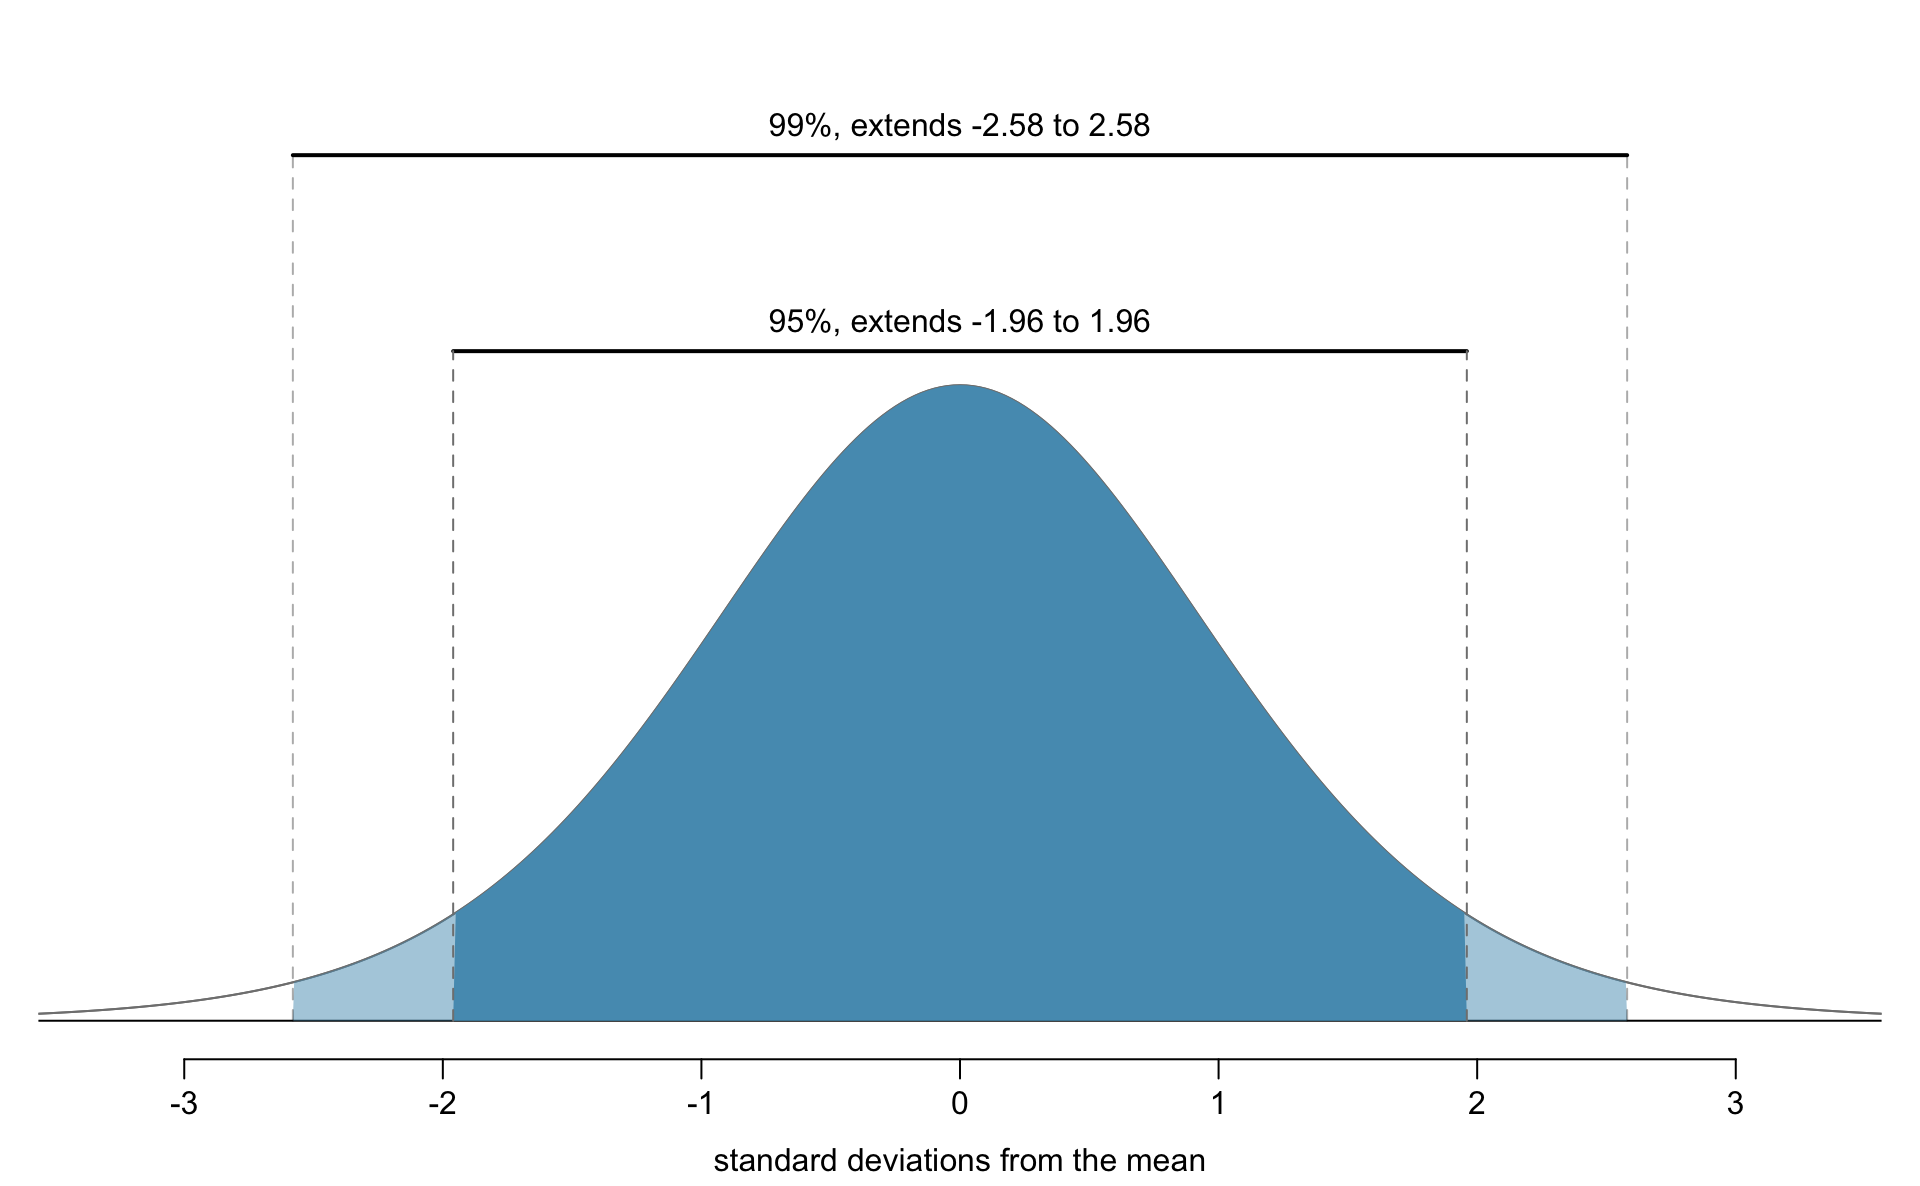 99%, extends -2.58 to 2.58
95%, extends -1.96 to 1.96
-3 -2 -1 0 1 2 3
standard deviations from the mean